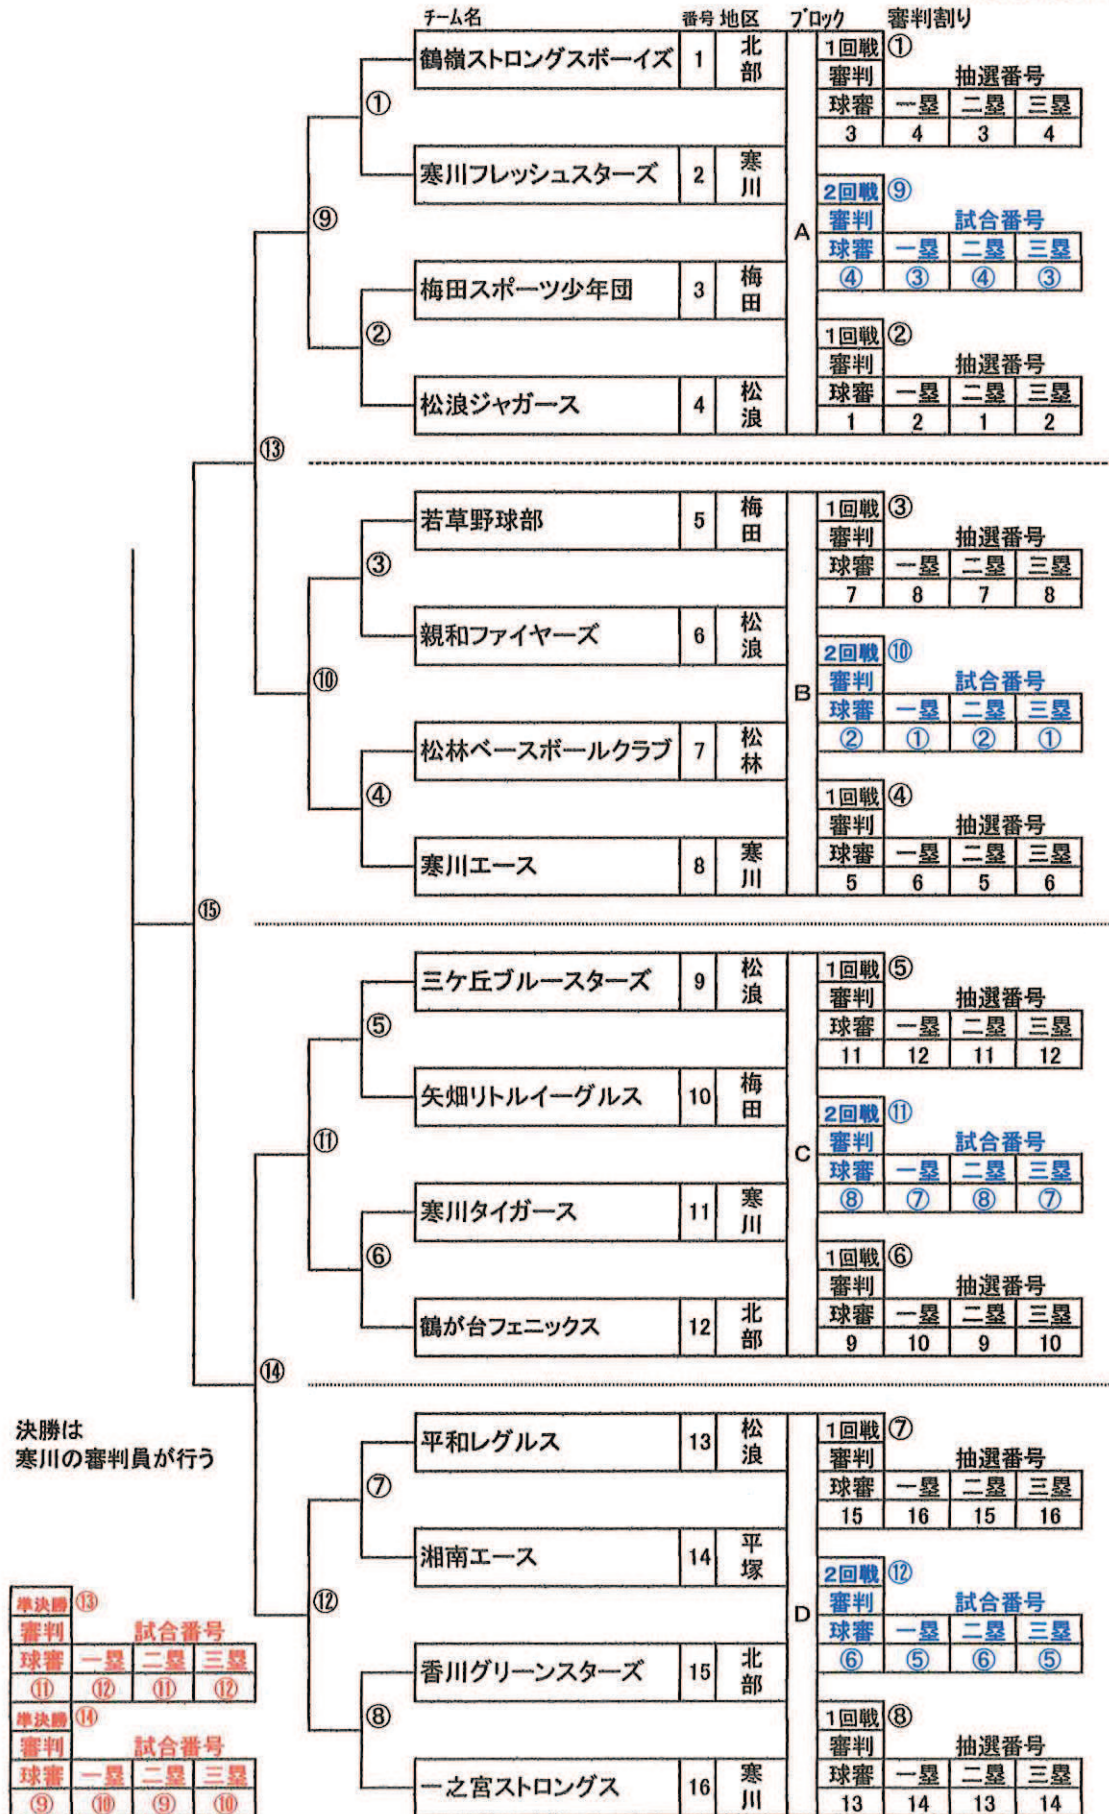 チーム名 番号 地区 ブロック 審判割り
鶴嶺ストロングスボーイズ 1 北部
1回戦 ①
審判 抽選番号
球審 一塁 二塁 三塁
3 4 3 4
①
寒川フレッシュスターズ 2 寒川
⑨
A
2回戦 ⑨
審判 試合番号
球審 一塁 二塁 三塁
④ ③ ④ ③
梅田スポーツ少年団 3 梅田
②
1回戦 ②
審判 抽選番号
球審 一塁 二塁 三塁
1 2 1 2
松浪ジャガース 4 松浪
⑬
若草野球部 5 梅田
1回戦 ③
審判 抽選番号
球審 一塁 二塁 三塁
7 8 7 8
③
親和ファイヤーズ 6 松浪
⑩
B
2回戦 ⑩
審判 試合番号
球審 一塁 二塁 三塁
② ① ② ①
松林ベースボールクラブ 7 松林
④
1回戦 ④
審判 抽選番号
球審 一塁 二塁 三塁
5 6 5 6
寒川エース 8 寒川
⑮
三ケ丘ブルースターズ 9 松浪
1回戦 ⑤
審判 抽選番号
球審 一塁 二塁 三塁
11 12 11 12
⑤
矢畑リトルイーグルス 10 梅田
⑪
C
2回戦 ⑪
審判 試合番号
球審 一塁 二塁 三塁
⑧ ⑦ ⑧ ⑦
寒川タイガース 11 寒川
⑥
1回戦 ⑥
審判 抽選番号
球審 一塁 二塁 三塁
9 10 9 10
鶴が台フェニックス 12 北部
⑭
決勝は
寒川の審判員が行う
平和レグルス 13 松浪
1回戦 ⑦
審判 抽選番号
球審 一塁 二塁 三塁
15 16 15 16
⑦
湘南エース 14 平塚
⑫
D
2回戦 ⑫
審判 試合番号
球審 一塁 二塁 三塁
⑥ ⑤ ⑥ ⑤
香川グリーンスターズ 15 北部
⑧
1回戦 ⑧
審判 抽選番号
球審 一塁 二塁 三塁
13 14 13 14
一之宮ストロングス 16 寒川
準決勝 ⑬
審判 試合番号
球審 一塁 二塁 三塁
⑪ ⑫ ⑪ ⑫
準決勝 ⑭
審判 試合番号
球審 一塁 二塁 三塁
⑨ ⑩ ⑨ ⑩